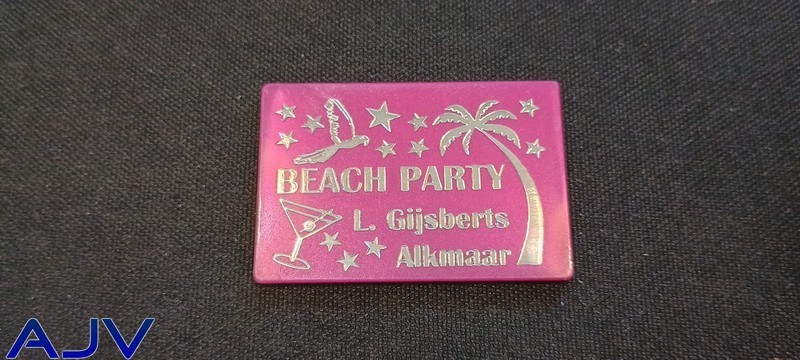 BEACH PARTY
L. Gijsberts
Alkmaar
AJV